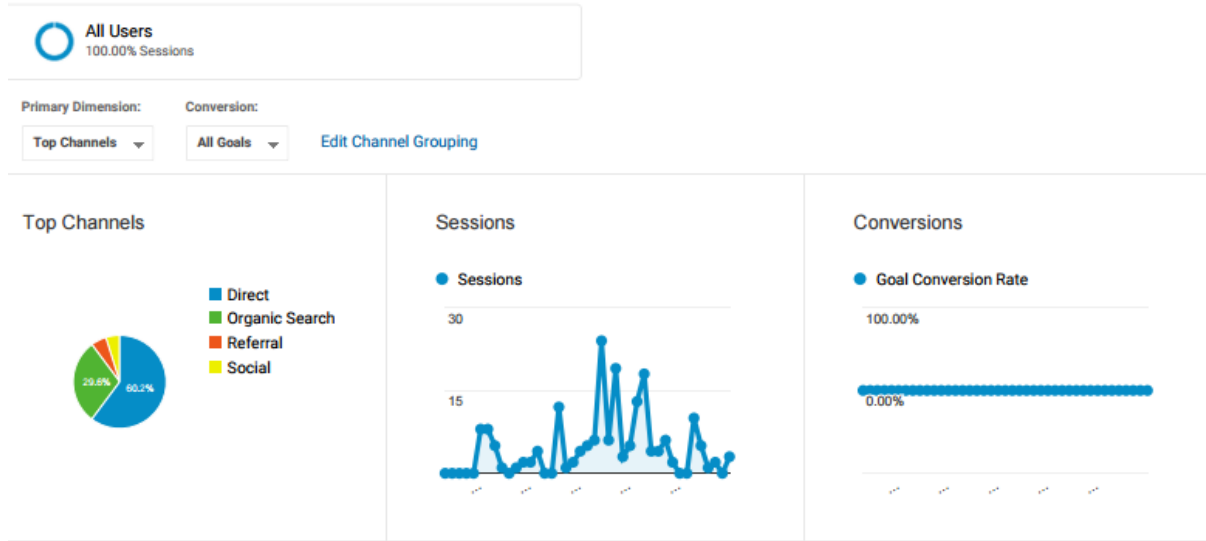 All Users
100.00% Sessions
Primary Dimension:
Conversion:
Top Channels
All Goals
Edit Channel Grouping
Top Channels
Direct
Organic Search
Referral
Social
29.6%
60.2%
Sessions
Sessions
30
15
...
...
...
...
...
Conversions
Goal Conversion Rate
100.00%
0.00%
...
...
...
...
...